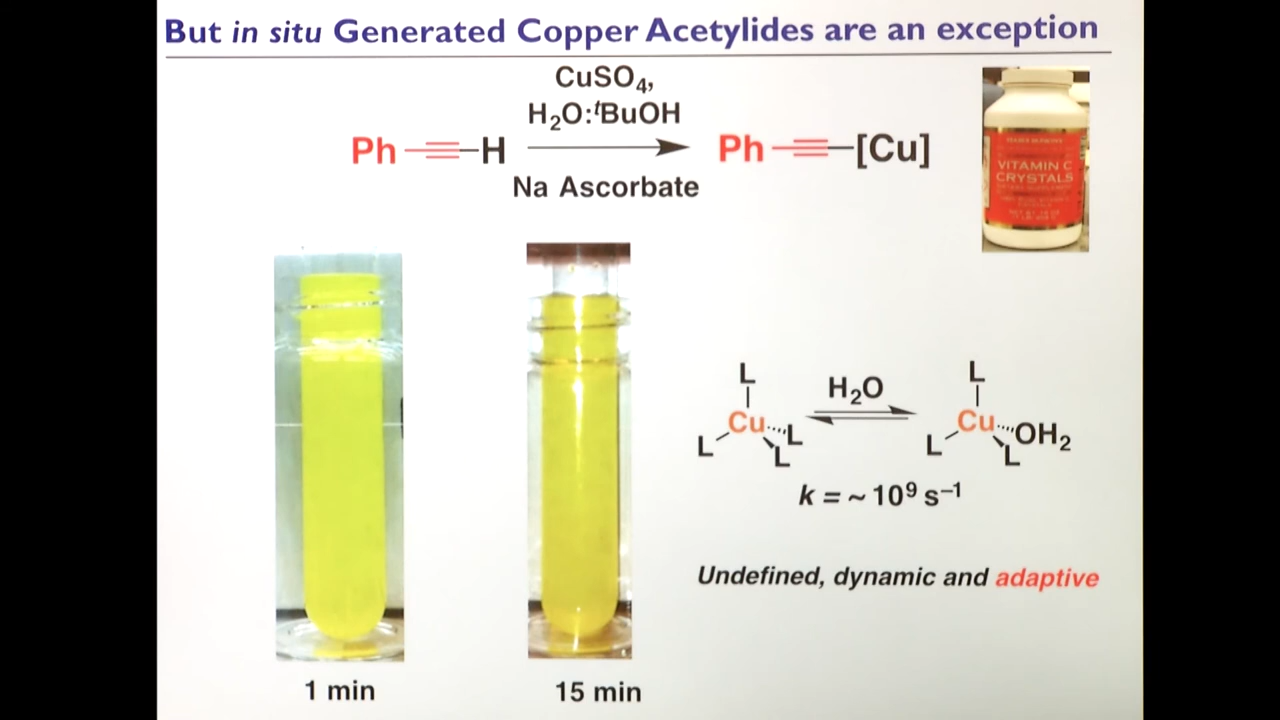 But in situ Generated Copper Acetylides are an exception
CuSO₄,
H₂O:ᵗBuOH
Ph≡H
Ph≡[Cu]
Na Ascorbate
VITAMIN C
CRYSTALS
L
L
H₂O
Cu
Cu
L
L
L
L
OH₂
L
k = ~ 10⁹ s⁻¹
Undefined, dynamic and adaptive
1 min
15 min